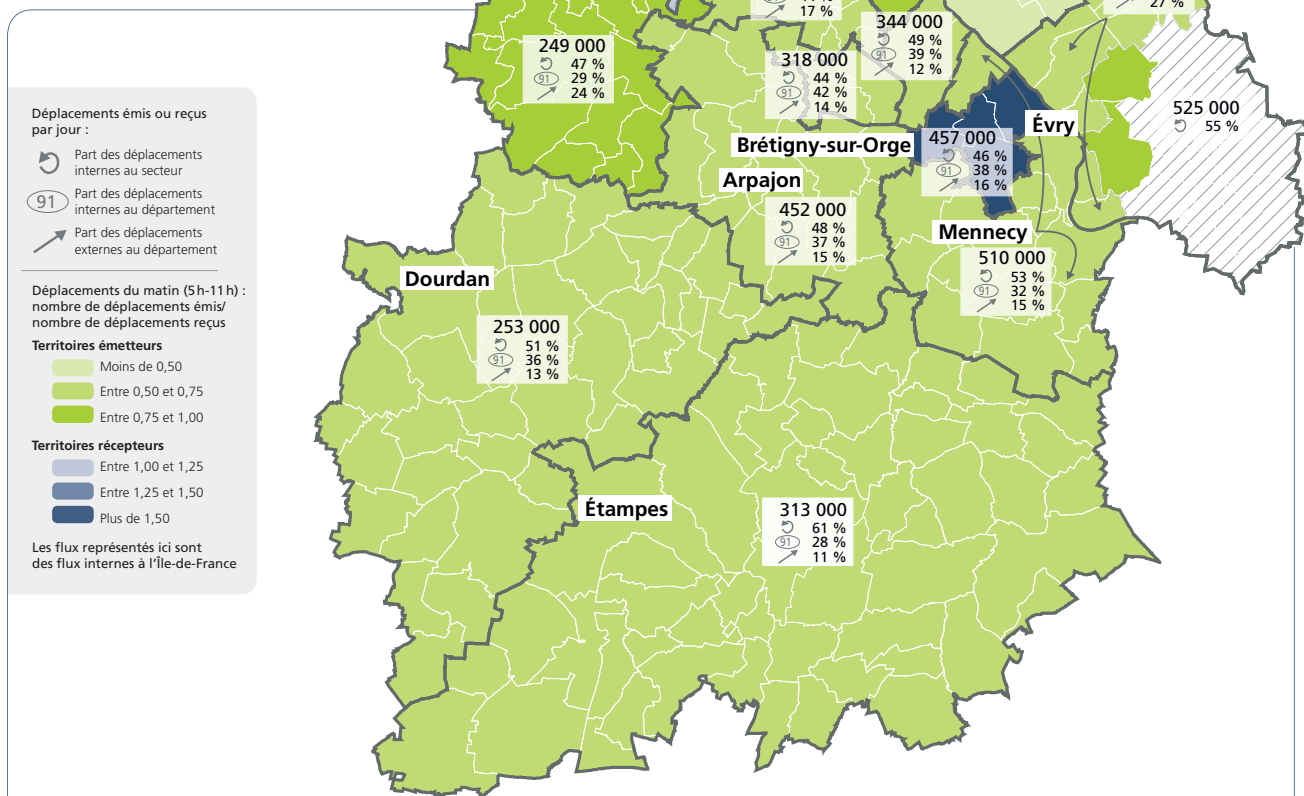 17 %
27 %
344 000
49 %
91 39 %
12 %
249 000
47 %
91 29 %
24 %
318 000
44 %
91 42 %
14 %
525 000
55 %
Évry
Brétigny-sur-Orge
457 000
46 %
91 38 %
16 %
Arpajon
452 000
48 %
91 37 %
15 %
Mennecy
510 000
53 %
91 32 %
15 %
Dourdan
253 000
51 %
91 36 %
13 %
Étampes
313 000
61 %
91 28 %
11 %
Déplacements émis ou reçus
par jour :
Part des déplacements
internes au secteur
91 Part des déplacements
internes au département
Part des déplacements
externes au département
Déplacements du matin (5h-11h) :
nombre de déplacements émis/
nombre de déplacements reçus
Territoires émetteurs
Moins de 0,50
Entre 0,50 et 0,75
Entre 0,75 et 1,00
Territoires récepteurs
Entre 1,00 et 1,25
Entre 1,25 et 1,50
Plus de 1,50
Les flux représentés ici sont
des flux internes à l'Île-de-France